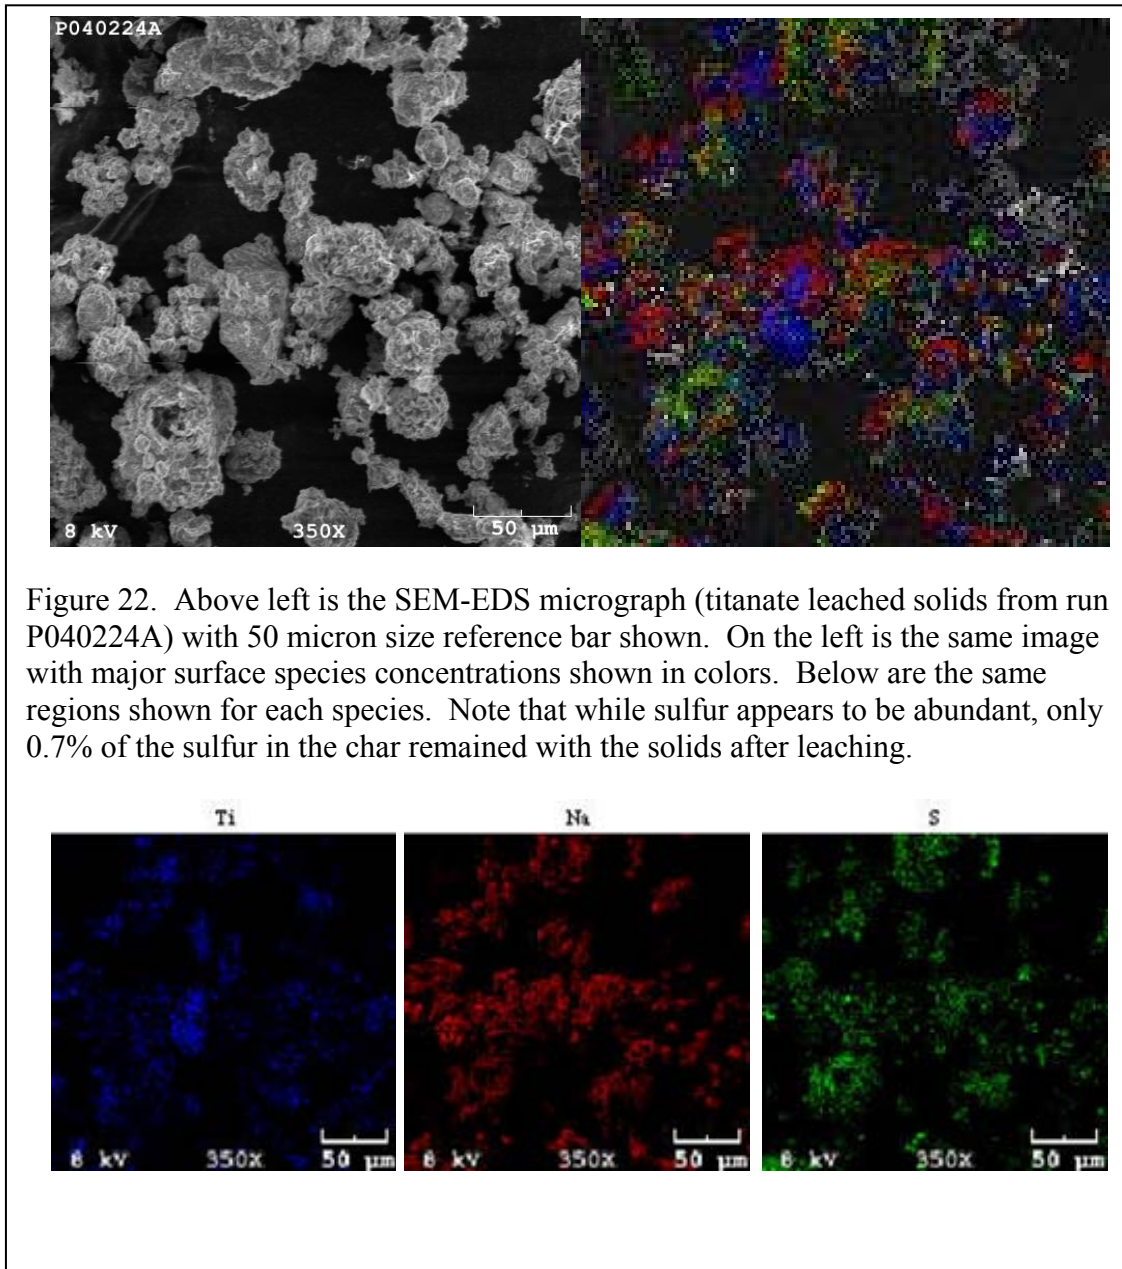 P040224A
8 kV 350X 50 µm
Figure 22. Above left is the SEM-EDS micrograph (titanate leached solids from run
P040224A) with 50 micron size reference bar shown. On the left is the same image
with major surface species concentrations shown in colors. Below are the same
regions shown for each species. Note that while sulfur appears to be abundant, only
0.7% of the sulfur in the char remained with the solids after leaching.
Ti Na S
8 kV 350X 50 µm 8 kV 350X 50 µm 8 kV 350X 50 µm